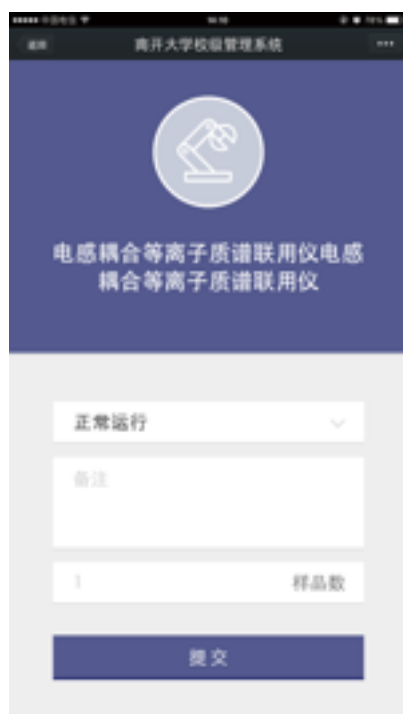 返回
南开大学校级管理系统
电感耦合等离子质谱联用仪电感
耦合等离子质谱联用仪
正常运行
备注
1
样品数
提交